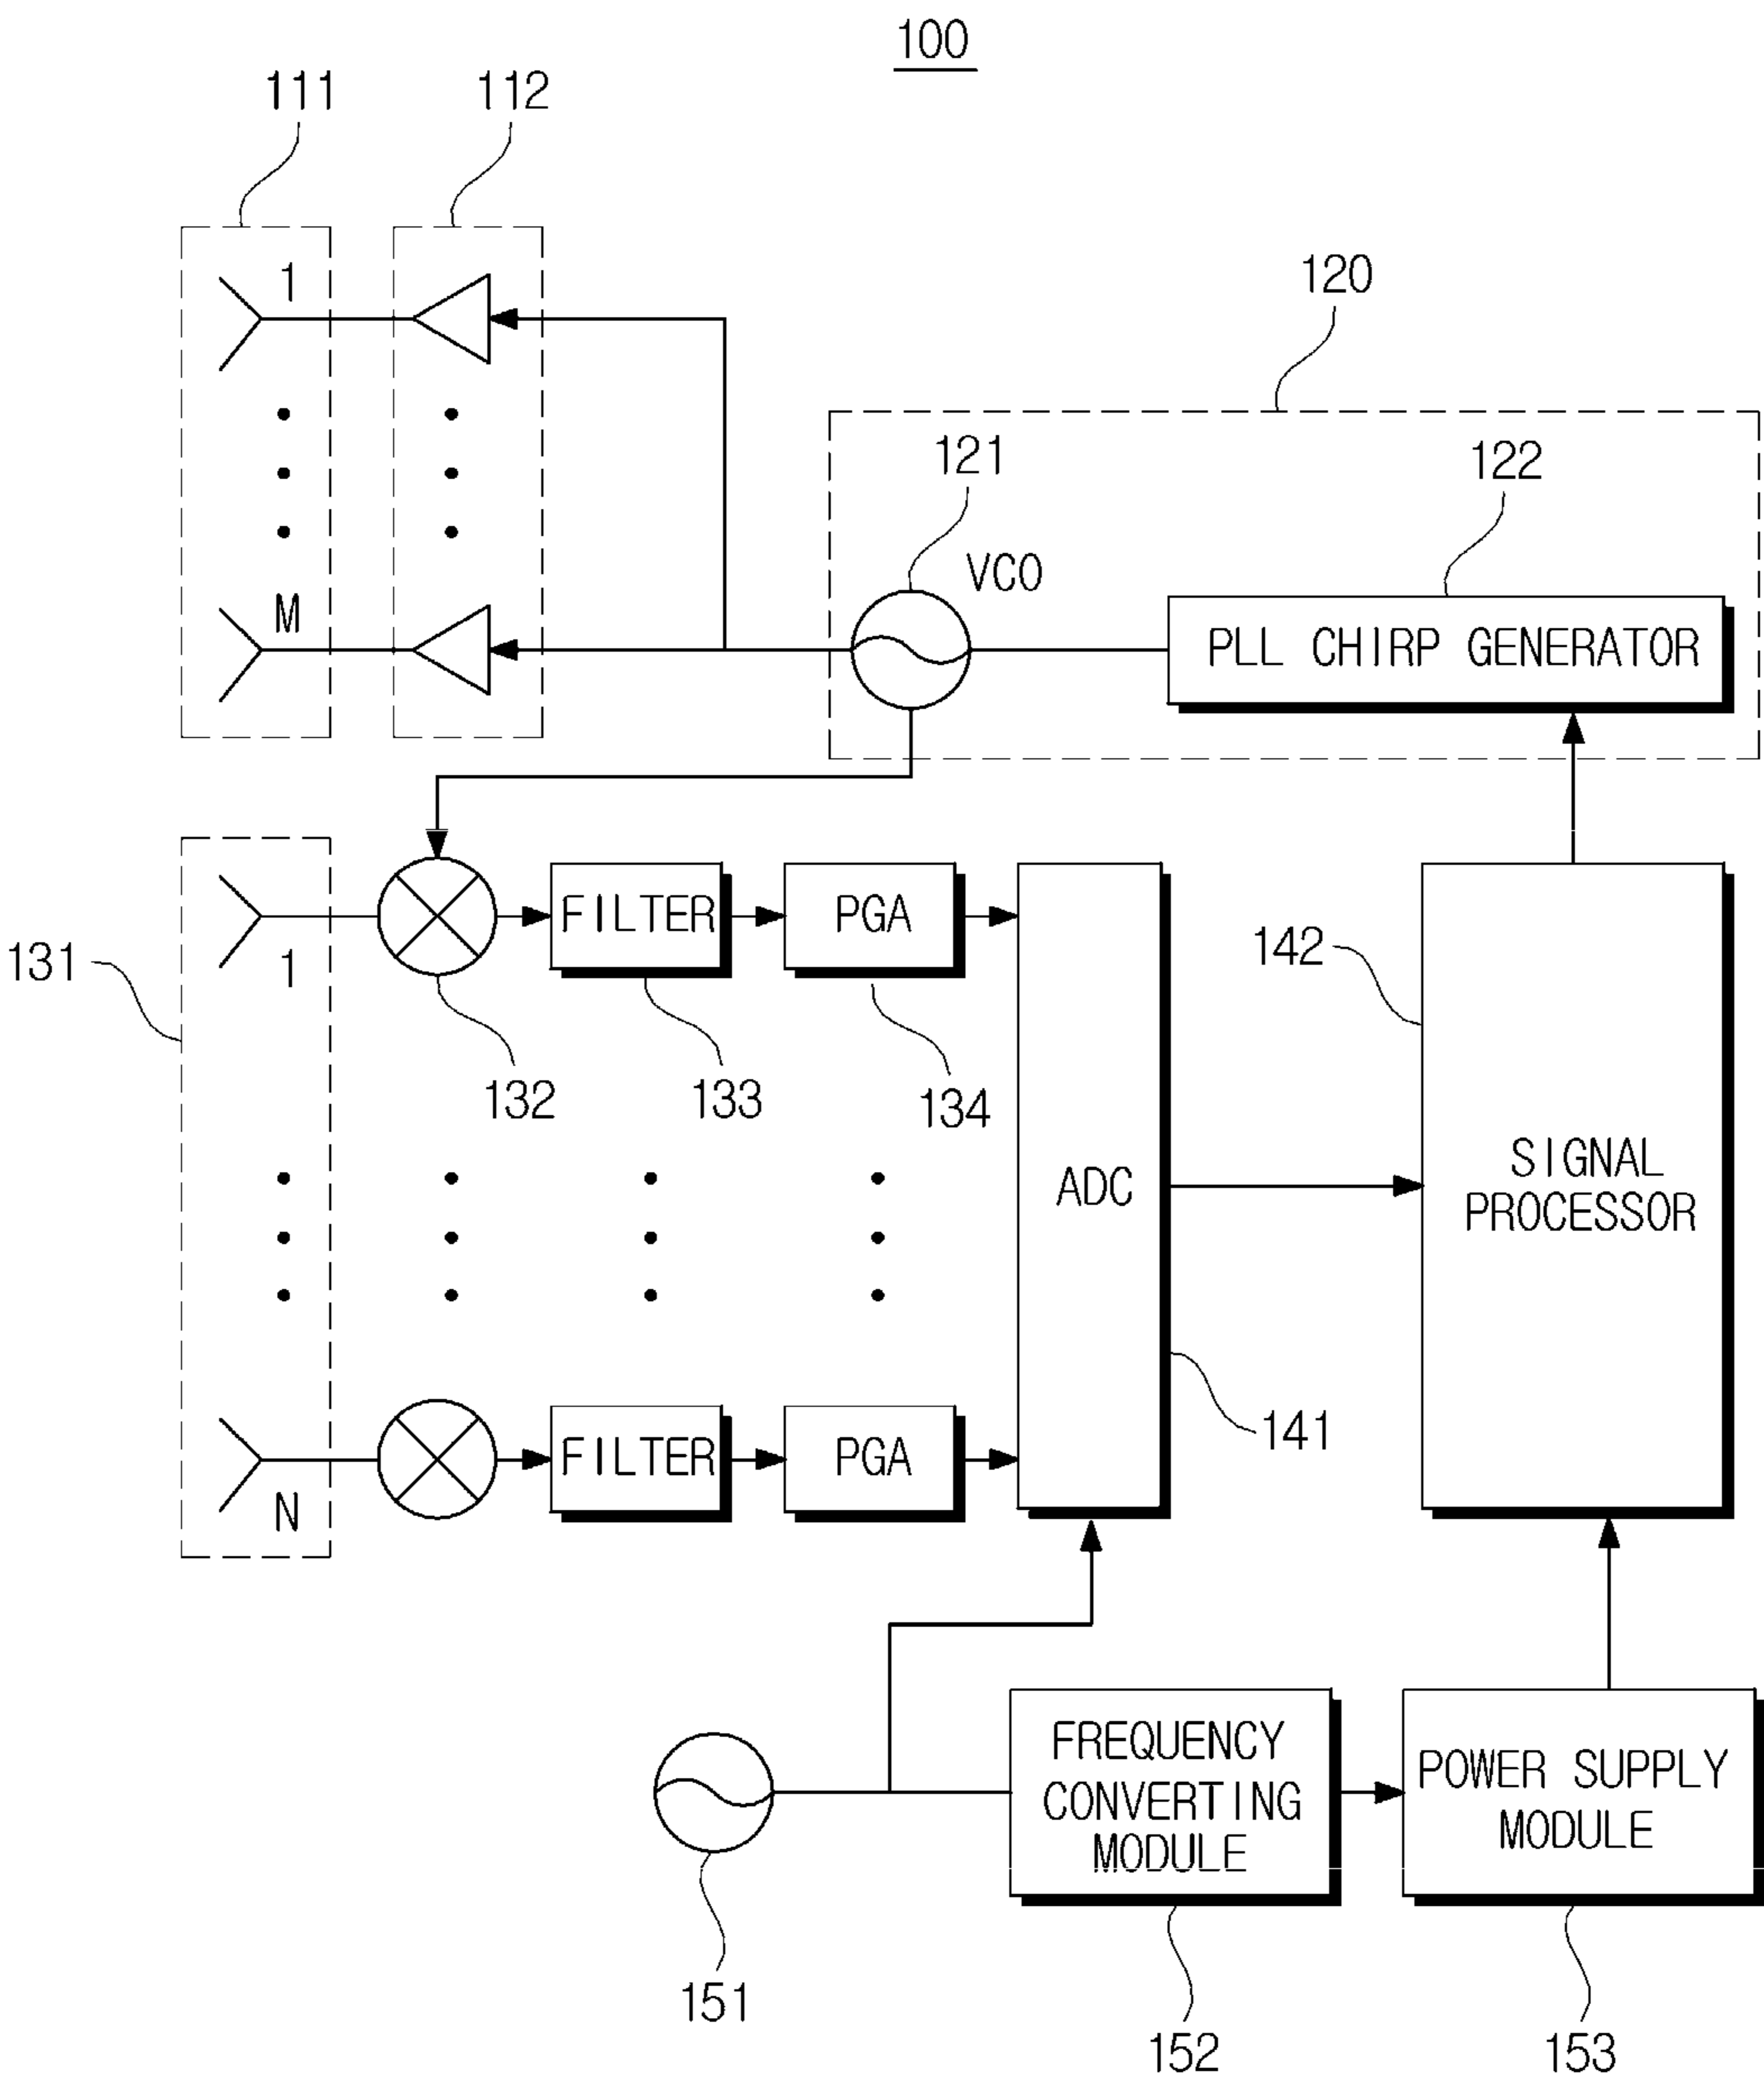 100
111
112
1
120
121
122
VCO
M
PLL CHIRP GENERATOR
FILTER
PGA
131
1
142
132
133
134
ADC
SIGNAL
PROCESSOR
141
FILTER
PGA
N
FREQUENCY
CONVERTING
MODULE
POWER SUPPLY
MODULE
151
152
153